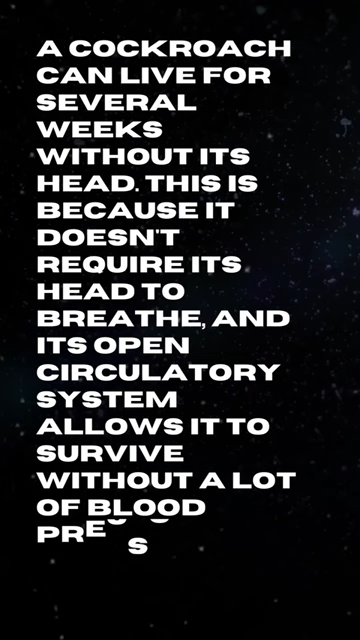 A COCKROACH
CAN LIVE FOR
SEVERAL
WEEKS
WITHOUT ITS
HEAD. THIS IS
BECAUSE IT
DOESN'T
REQUIRE ITS
HEAD TO
BREATHE, AND
ITS OPEN
CIRCULATORY
SYSTEM
ALLOWS IT TO
SURVIVE
WITHOUT A LOT
OF BLOOD